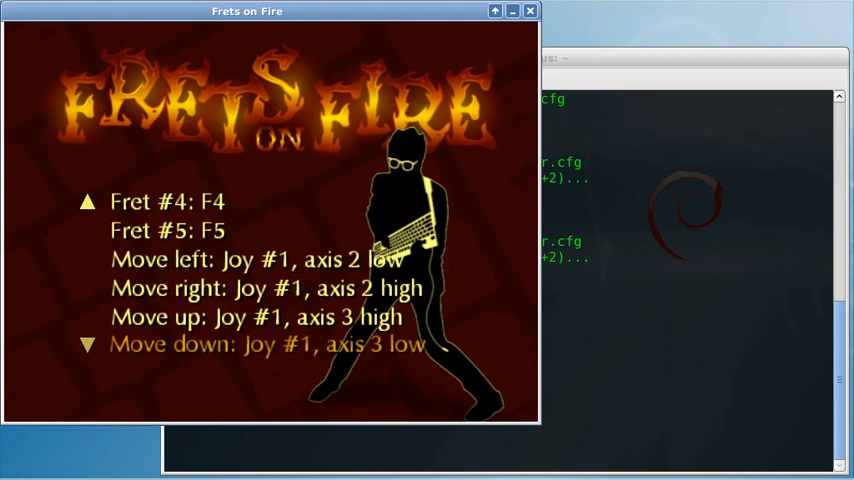 Frets on Fire
us: ~
FRETS
ON FIRE
cfg
r.cfg
+2)...
r.cfg
+2)...
Fret #4: F4
Fret #5: F5
Move left: Joy #1, axis 2 low
Move right: Joy #1, axis 2 high
Move up: Joy #1, axis 3 high
Move down: Joy #1, axis 3 low